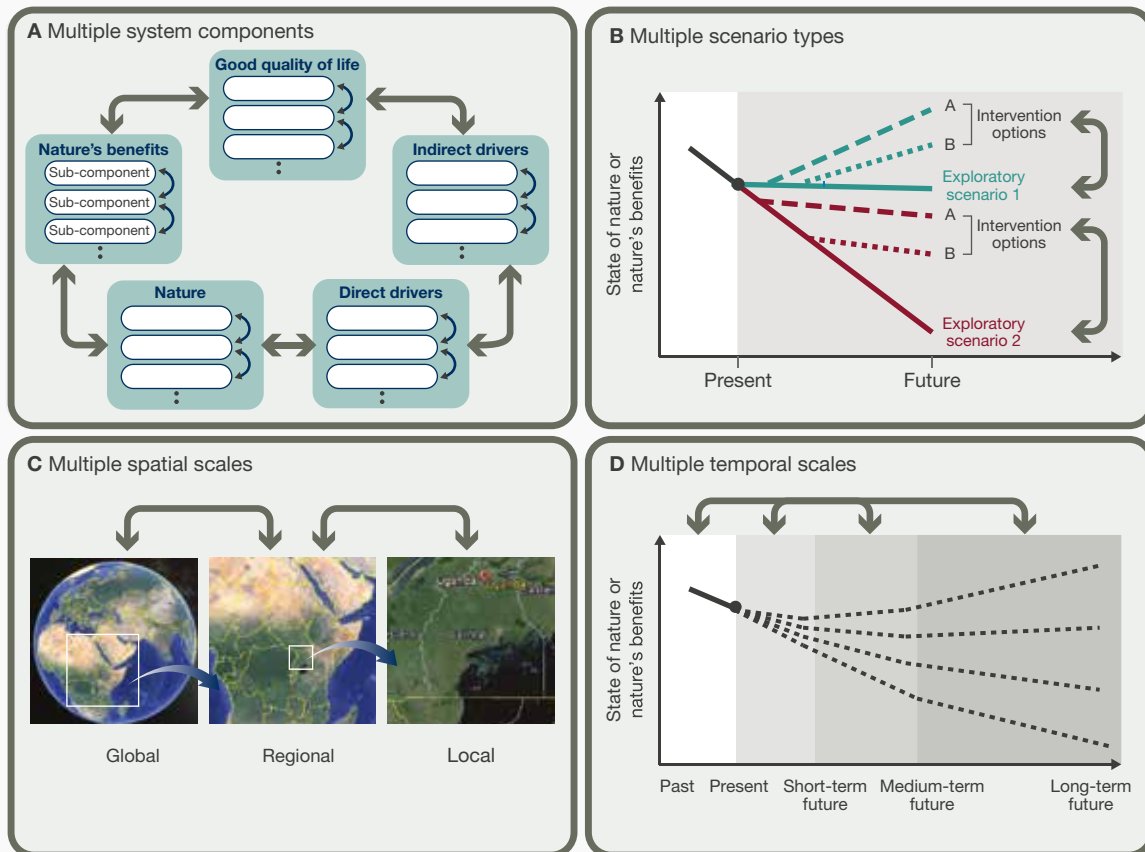 A Multiple system components
Good quality of life
Nature's benefits
Sub-component
Sub-component
Sub-component
Indirect drivers
Nature
Direct drivers
B Multiple scenario types
State of nature or
nature's benefits
A
B
Intervention
options
Exploratory
scenario 1
A
B
Intervention
options
Exploratory
scenario 2
Present
Future
C Multiple spatial scales
Uganda
Global
Regional
Local
D Multiple temporal scales
State of nature or
nature's benefits
Past
Present
Short-term
future
Medium-term
future
Long-term
future